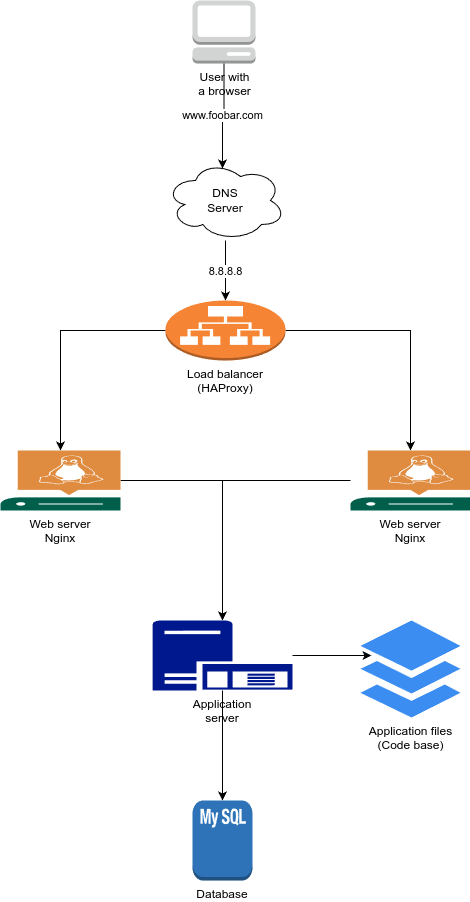 User with
a browser
www.foobar.com
DNS
Server
8.8.8.8
Load balancer
(HAProxy)
Web server
Nginx
Web server
Nginx
Application
server
Application files
(Code base)
My SQL
Database